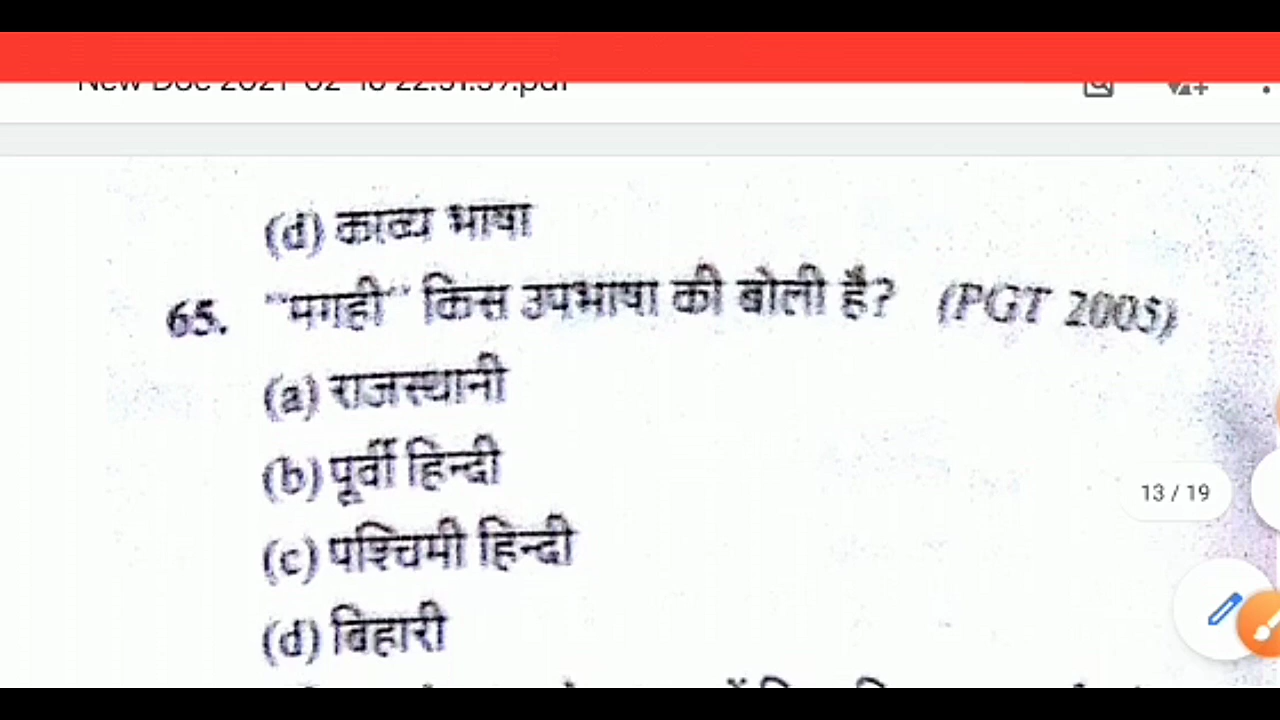 (d) काव्य भाषा
65. "मगही" किस उपभाषा की बोली है? (PGT 2005)
(a) राजस्थानी
(b) पूर्वी हिन्दी
(c) पश्चिमी हिन्दी
(d) बिहारी
13 / 19